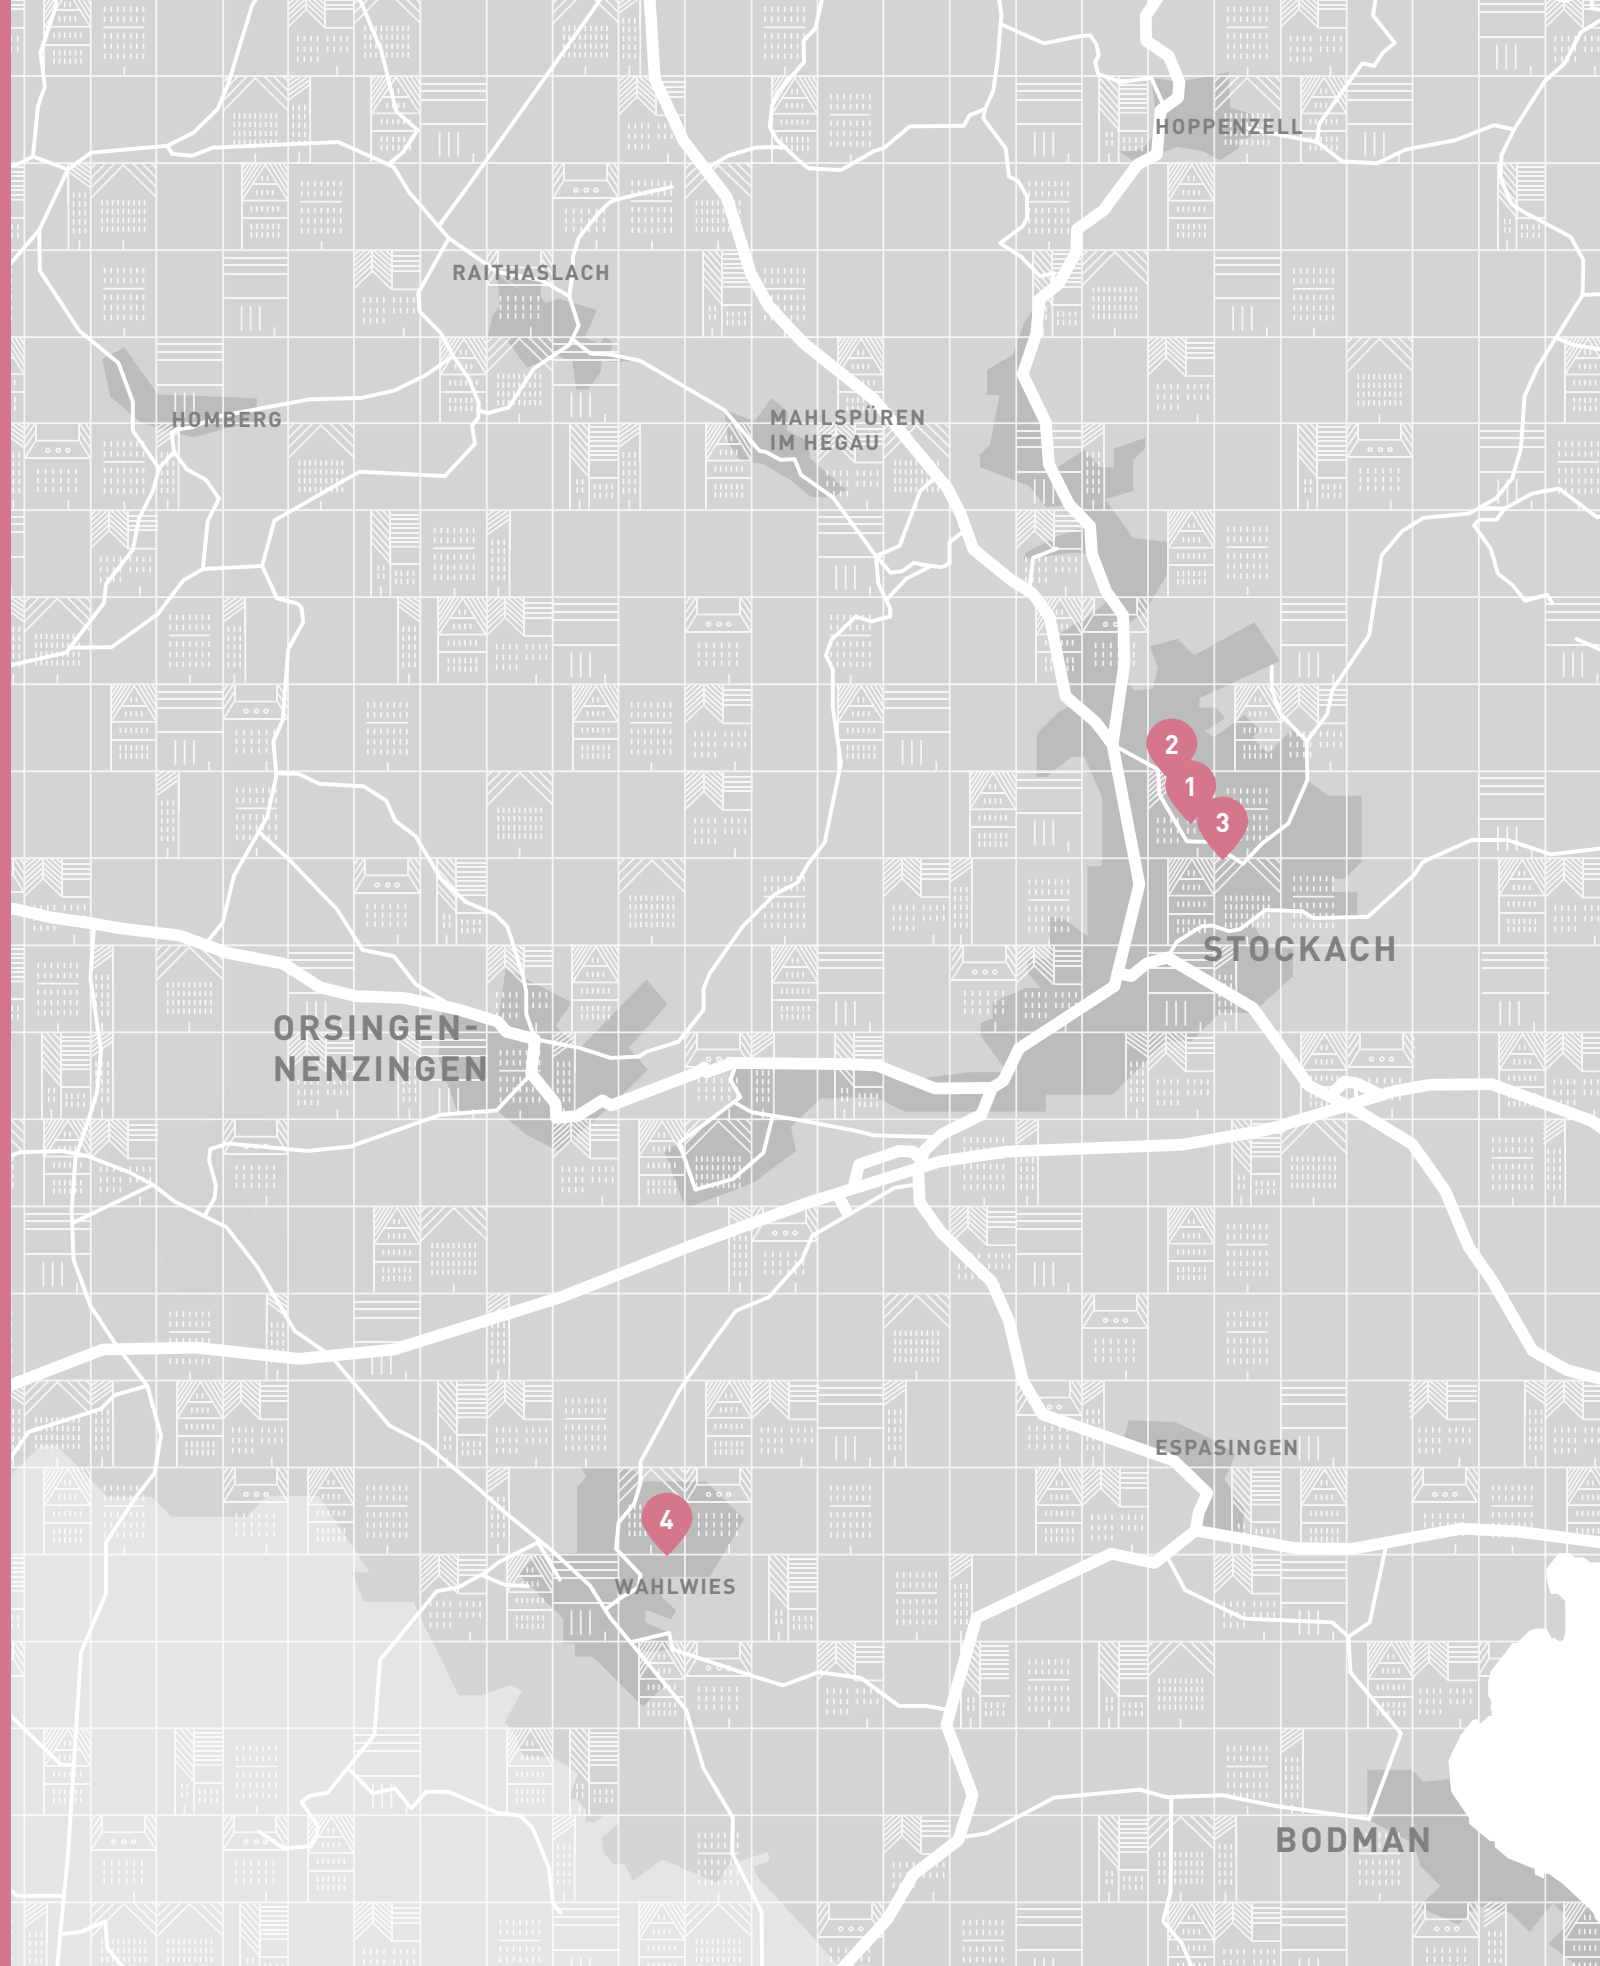 HOPPENZELL
RAITHASLACH
HOMBERG
MAHLSPÜREN
IM HEGAU
2
1
3
STOCKACH
ORSINGEN-
NENZINGEN
ESPASINGEN
4
WAHLWIES
BODMAN